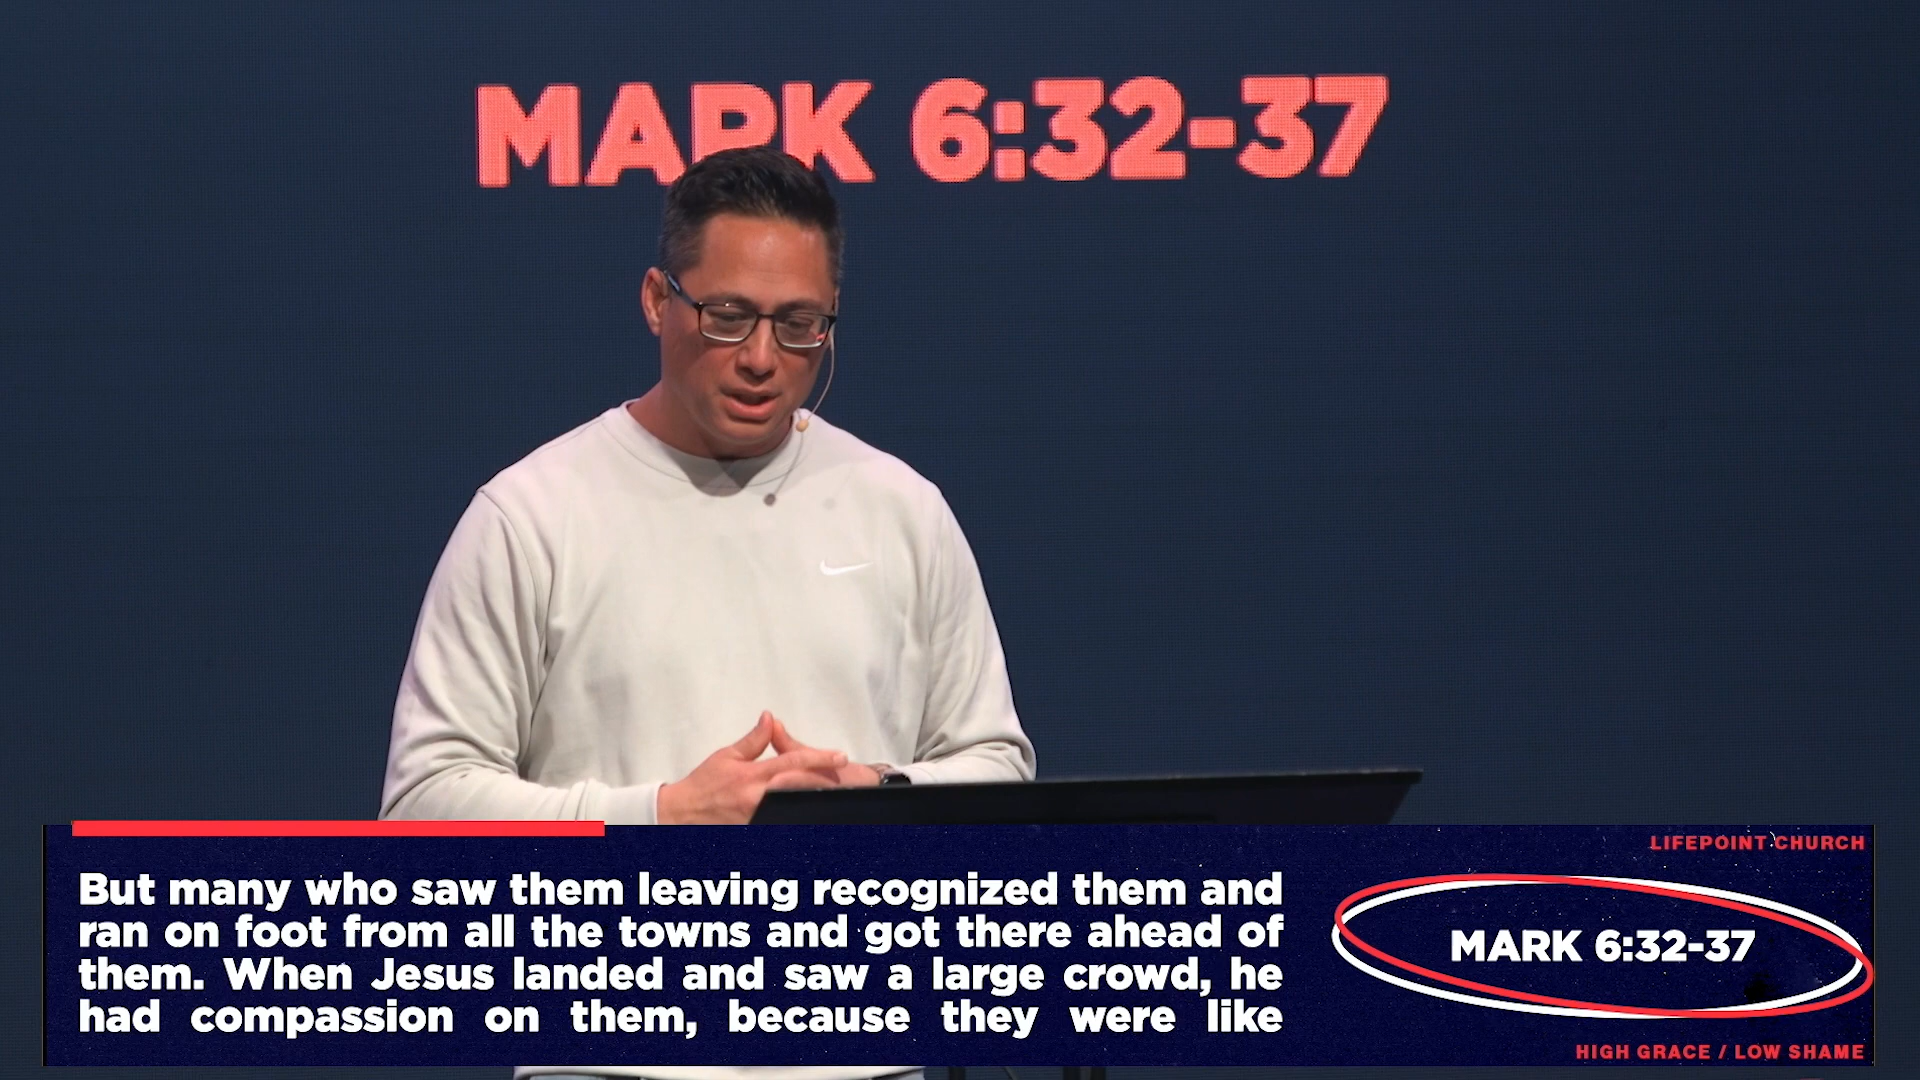 MARK 6:32-37
LIFEPOINT CHURCH
But many who saw them leaving recognized them and
ran on foot from all the towns and got there ahead of
them. When Jesus landed and saw a large crowd, he
had compassion on them, because they were like
MARK 6:32-37
HIGH GRACE / LOW SHAME